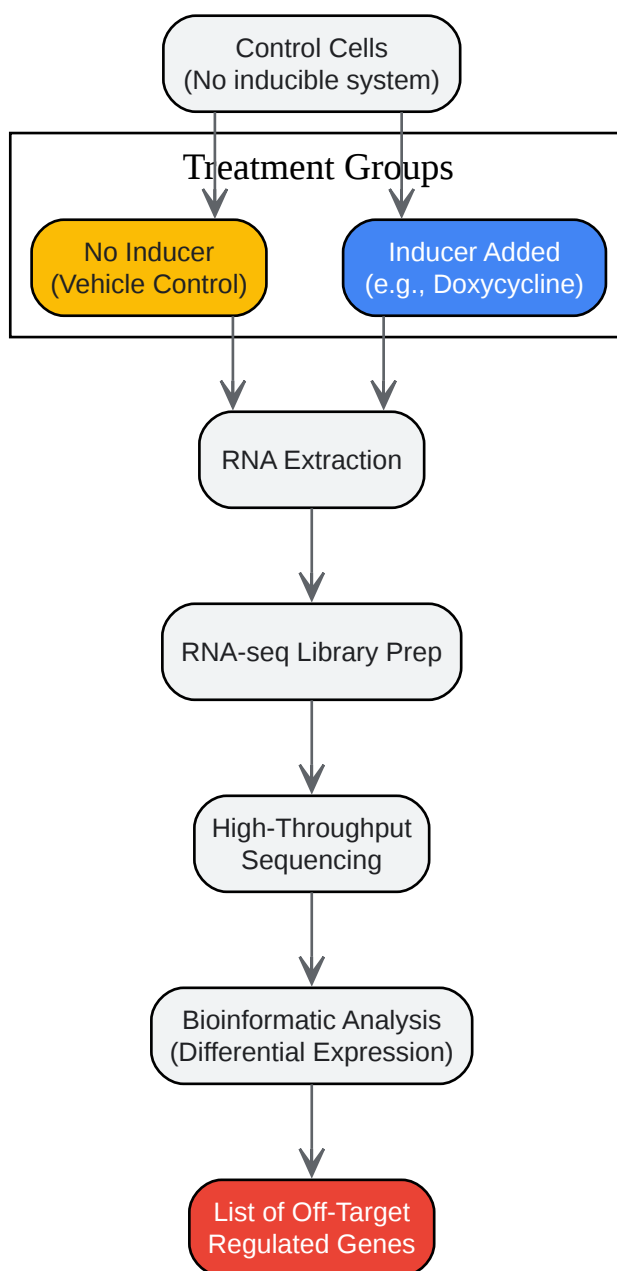 Control Cells
(No inducible system)
Treatment Groups
No Inducer
(Vehicle Control)
Inducer Added
(e.g., Doxycycline)
RNA Extraction
RNA-seq Library Prep
High-Throughput
Sequencing
Bioinformatic Analysis
(Differential Expression)
List of Off-Target
Regulated Genes